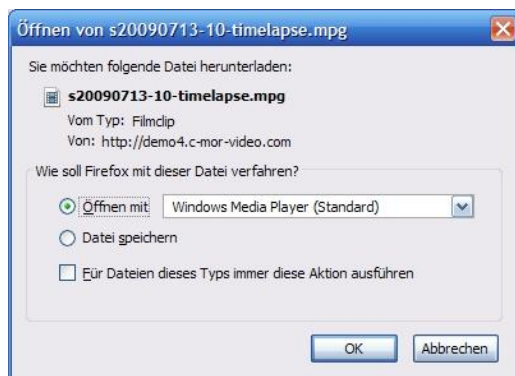 Öffnen von s20090713-10-timelapse.mpg
Sie möchten folgende Datei herunterladen:
s20090713-10-timelapse.mpg
Vom Typ: Filmclip
Von: http://demo4.c-mor-video.com
Wie soll Firefox mit dieser Datei verfahren?
Öffnen mit Windows Media Player (Standard)
Datei speichern
Für Dateien dieses Typs immer diese Aktion ausführen
OK Abbrechen